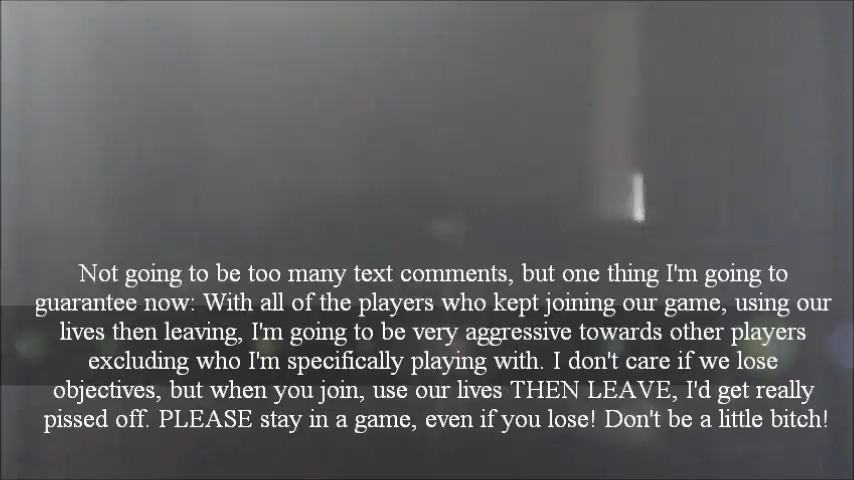 Not going to be too many text comments, but one thing I'm going to
guarantee now: With all of the players who kept joining our game, using our
lives then leaving, I'm going to be very aggressive towards other players
excluding who I'm specifically playing with. I don't care if we lose
objectives, but when you join, use our lives THEN LEAVE, I'd get really
pissed off. PLEASE stay in a game, even if you lose! Don't be a little bitch!